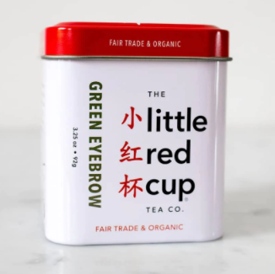 FAIR TRADE & ORGANIC
THE
小 little
红 red
杯 cup®
TEA CO.
FAIR TRADE & ORGANIC
GREEN EYEBROW
3.25 oz • 92g